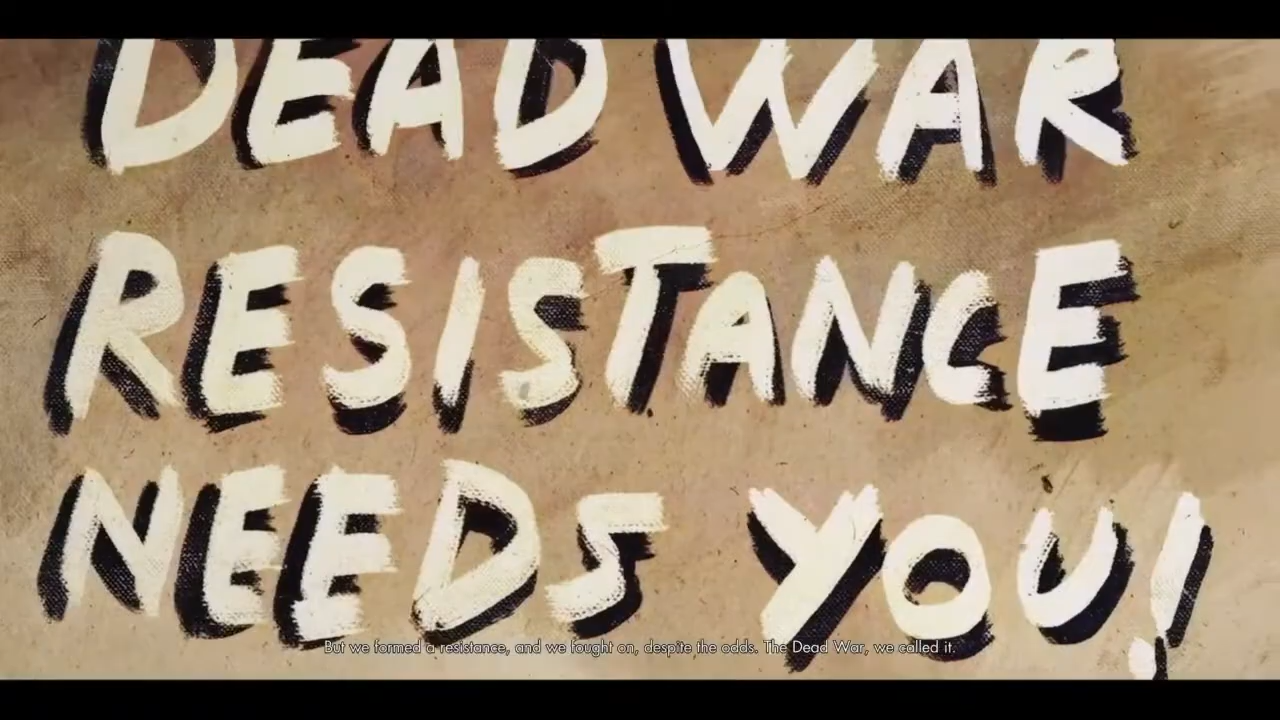 DEAD WAR
RESISTANCE
NEEDS YOU!
But we formed a resistance, and we fought on, despite the odds. The Dead War, we called it.